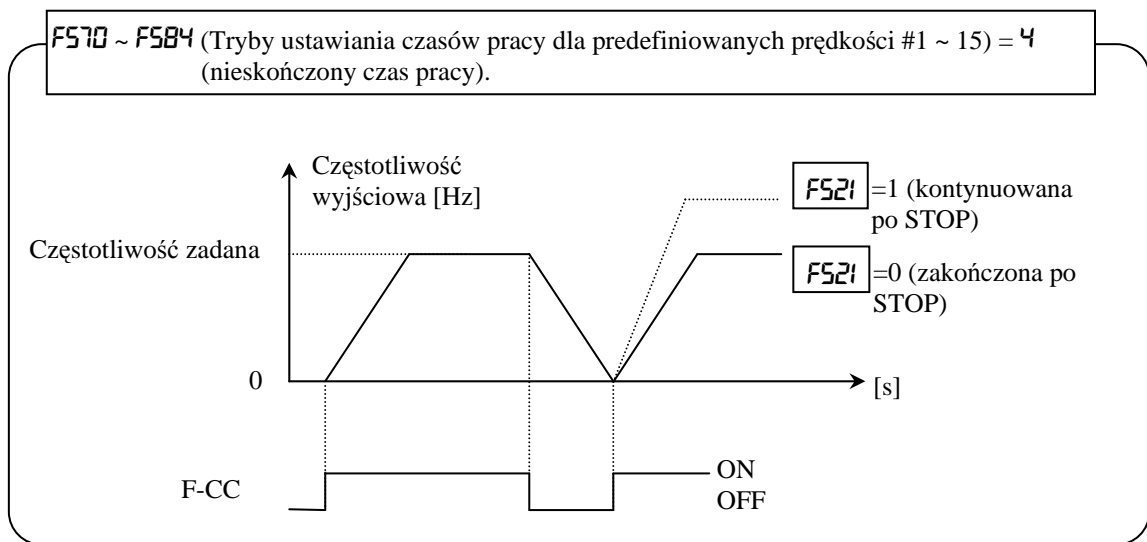 F570 ~ F584 (Tryby ustawiania czasów pracy dla predefiniowanych prędkości #1 ~ 15) = 4
(nieskończony czas pracy).
Częstotliwość
wyjściowa [Hz]
F521 =1 (kontynuowana
po STOP)
Częstotliwość zadana
F521 =0 (zakończona po
STOP)
0
[s]
F-CC
ON
OFF